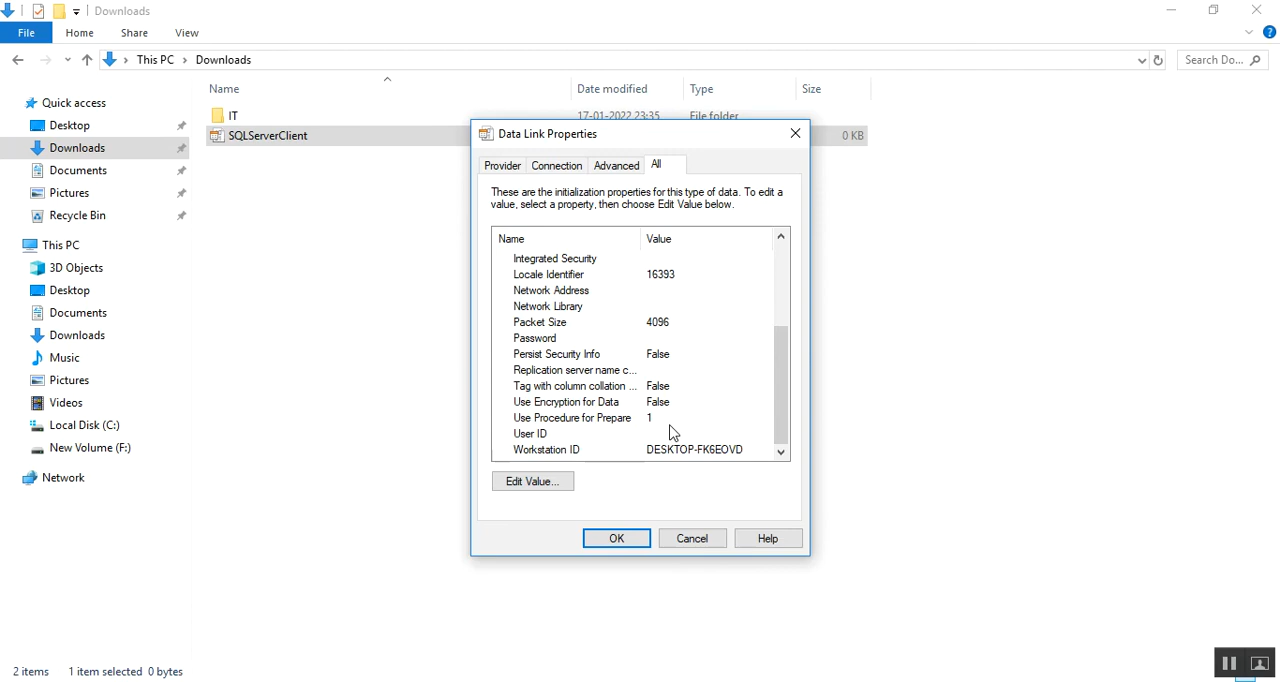 Downloads
File Home Share View
This PC Downloads Search Do...
Name Date modified Type Size
Quick access
Desktop
Downloads
Documents
Pictures
Recycle Bin
This PC
3D Objects
Desktop
Documents
Downloads
Music
Pictures
Videos
Local Disk (C:)
New Volume (F:)
Network
IT 17-01-2022 23:35 File folder
SQLServerClient 0 KB
Data Link Properties
Provider Connection Advanced All
These are the initialization properties for this type of data. To edit a
value, select a property, then choose Edit Value below.
Name Value
Integrated Security
Locale Identifier 16393
Network Address
Network Library
Packet Size 4096
Password
Persist Security Info False
Replication server name c...
Tag with column collation ... False
Use Encryption for Data False
Use Procedure for Prepare 1
User ID
Workstation ID DESKTOP-FK6EOVD
Edit Value...
OK Cancel Help
2 items 1 item selected 0 bytes